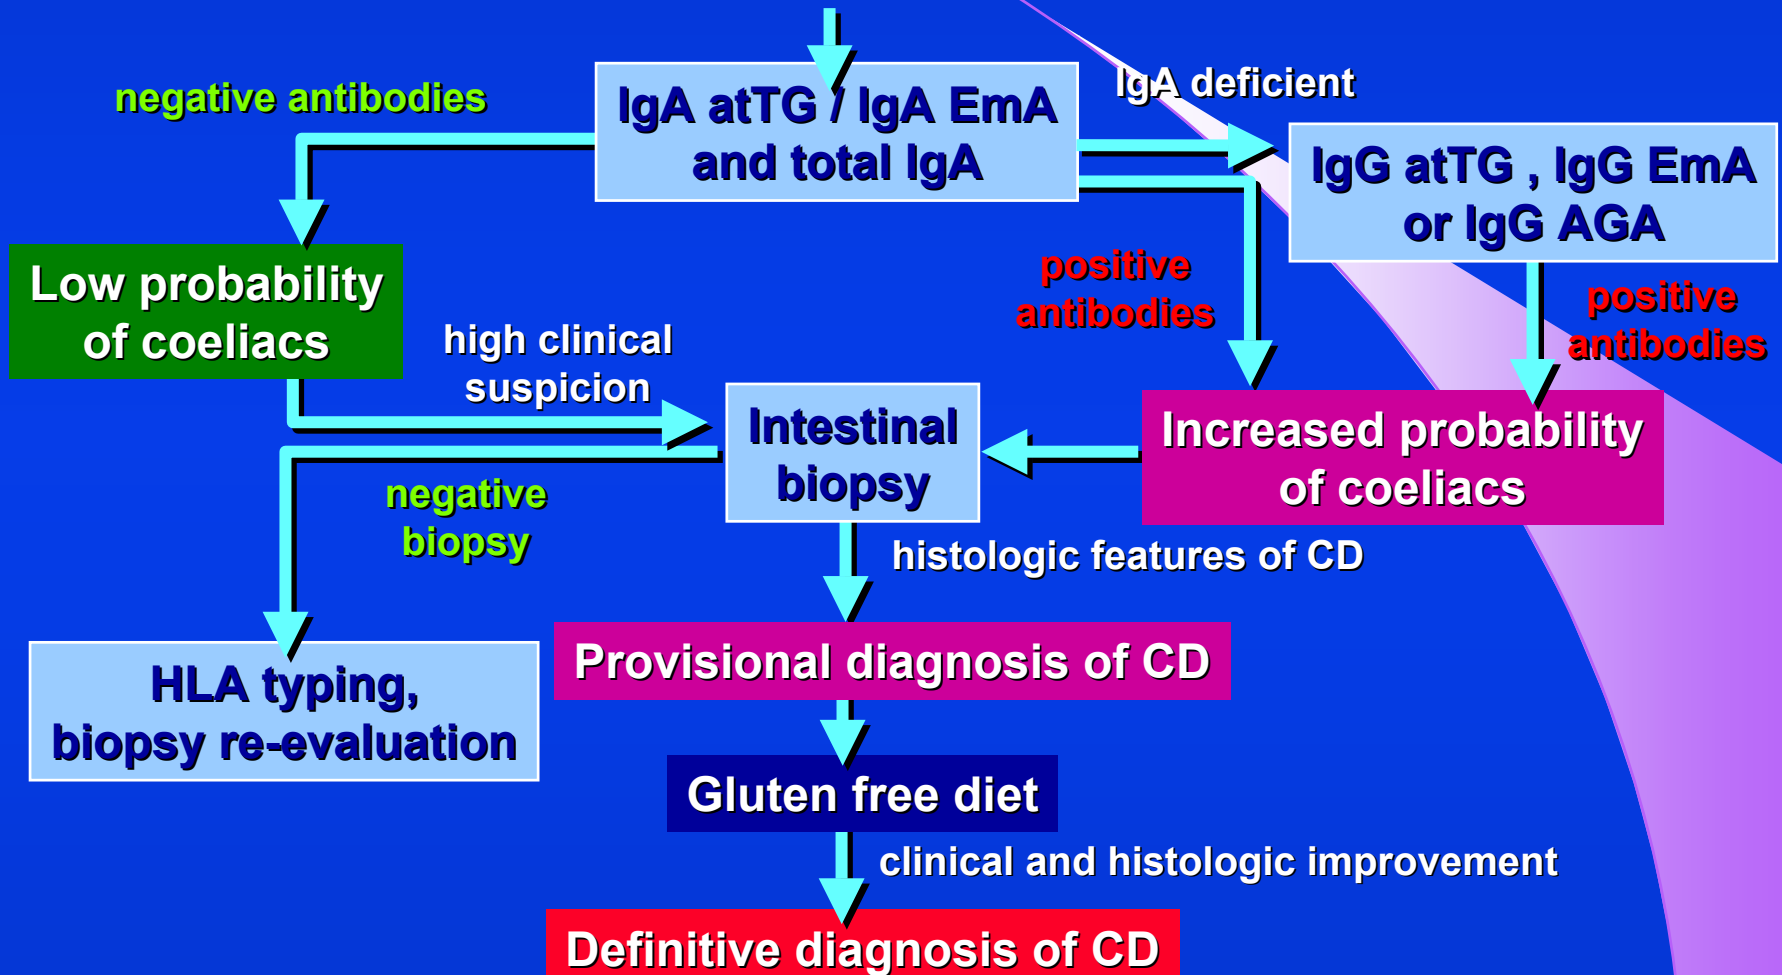 negative antibodies
IgA atTG / IgA EmA
and total IgA
IgA deficient
IgG atTG , IgG EmA
or IgG AGA
Low probability
of coeliacs
positive
antibodies
positive
antibodies
high clinical
suspicion
Intestinal
biopsy
Increased probability
of coeliacs
negative
biopsy
histologic features of CD
HLA typing,
biopsy re-evaluation
Provisional diagnosis of CD
Gluten free diet
clinical and histologic improvement
Definitive diagnosis of CD